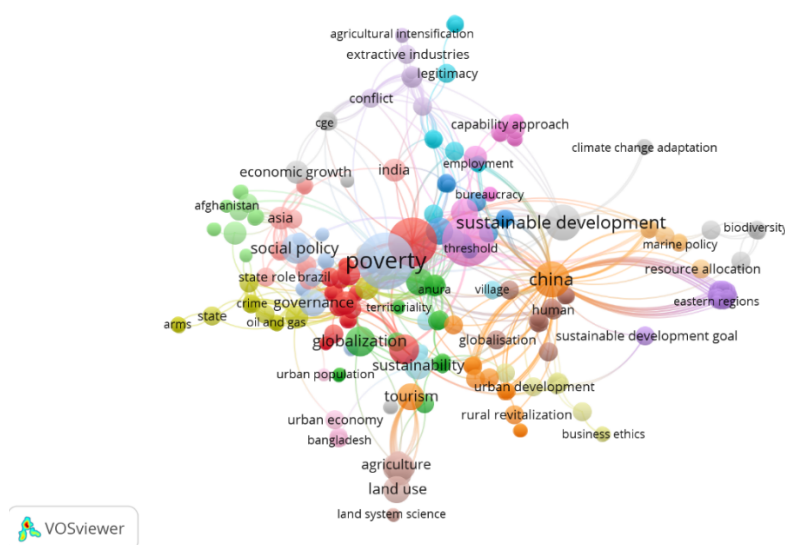 agricultural intensification
extractive industries
legitimacy
conflict
cge
capability approach
climate change adaptation
employment
economic growth
india
bureaucracy
afghanistan
asia
sustainable development
biodiversity
social policy
threshold
marine policy
poverty
resource allocation
state role brazil
china
anura
village
eastern regions
crime governance
territoriality
human
arms state
oil and gas
globalization
globalisation
sustainable development goal
sustainability
urban population
urban development
tourism
rural revitalization
urban economy
business ethics
bangladesh
agriculture
land use
land system science
VOSviewer